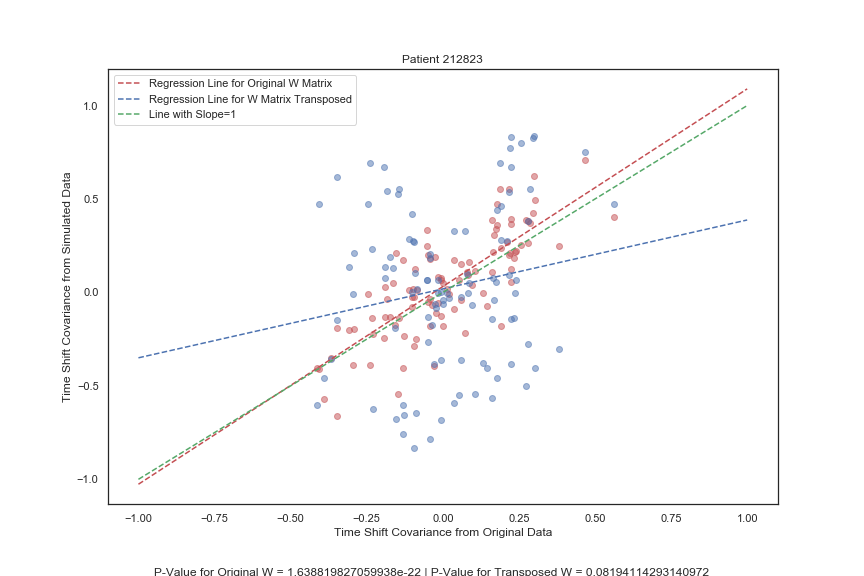 Patient 212823
Regression Line for Original W Matrix
Regression Line for W Matrix Transposed
Line with Slope=1
Time Shift Covariance from Simulated Data
1.0
0.5
0.0
−0.5
−1.0
−1.00 −0.75 −0.50 −0.25 0.00 0.25 0.50 0.75 1.00
Time Shift Covariance from Original Data
P-Value for Original W = 1.638819827059938e-22 | P-Value for Transposed W = 0.08194114293140972